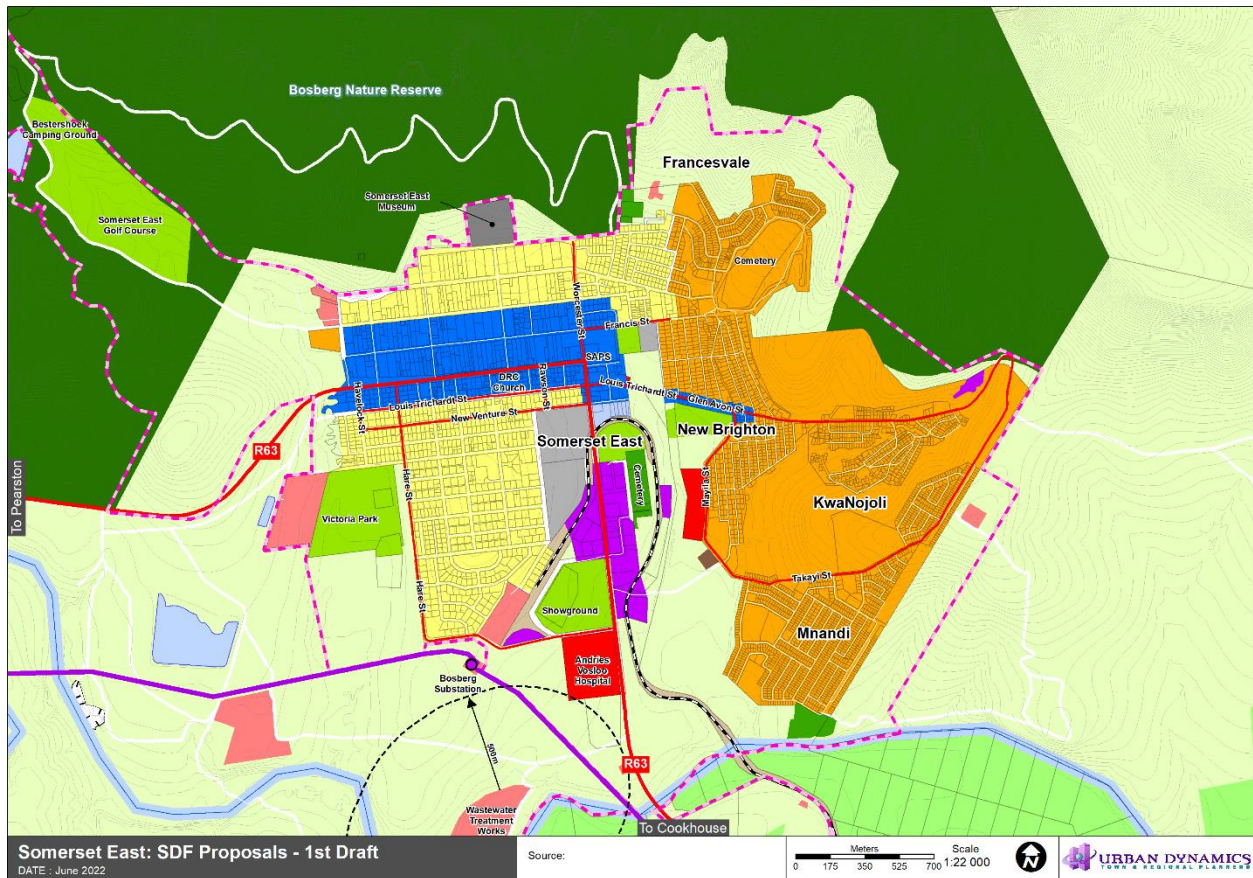 Bosberg Nature Reserve
Bestershoek
Camping Ground
Francesvale
Somerset East
Museum
Somerset East
Golf Course
Cemetery
Worcester St
Francis St
SAPS
DRC
Church
Rawson St
Havelock St
Louis Trichardt St
Louis Trichardt St
Glen Avon St
New Venture St
New Brighton
Somerset East
R63
To Pearston
Hare St
Cemetery
Mayila St
KwaNojoli
Victoria Park
Takayi St
Hare St
Showground
Mnandi
Andries
Vosloo
Hospital
Bosberg
Substation
500m
R63
Wastewater
Treatment
Works
To Cookhouse
Somerset East: SDF Proposals - 1st Draft
DATE : June 2022
Source:
Meters
0 175 350 525 700
Scale
1:22 000
N
URBAN DYNAMICS
TOWN & REGIONAL PLANNERS